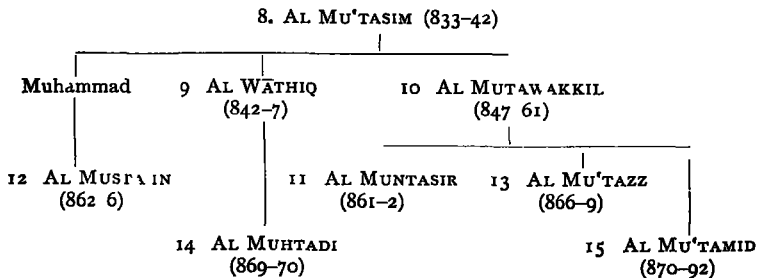 8. AL MU'TASIM (833–42)
Muhammad 9 AL WĀTHIQ 10 AL MUTAWAKKIL
(842–7) (847 61)
12 AL 11 AL MUNTASIR 13 AL MU'TAZZ
(862 6) (861–2) (866–9)
14 AL MUHTADI 15 AL MU'TAMID
(869–70) (870–92)